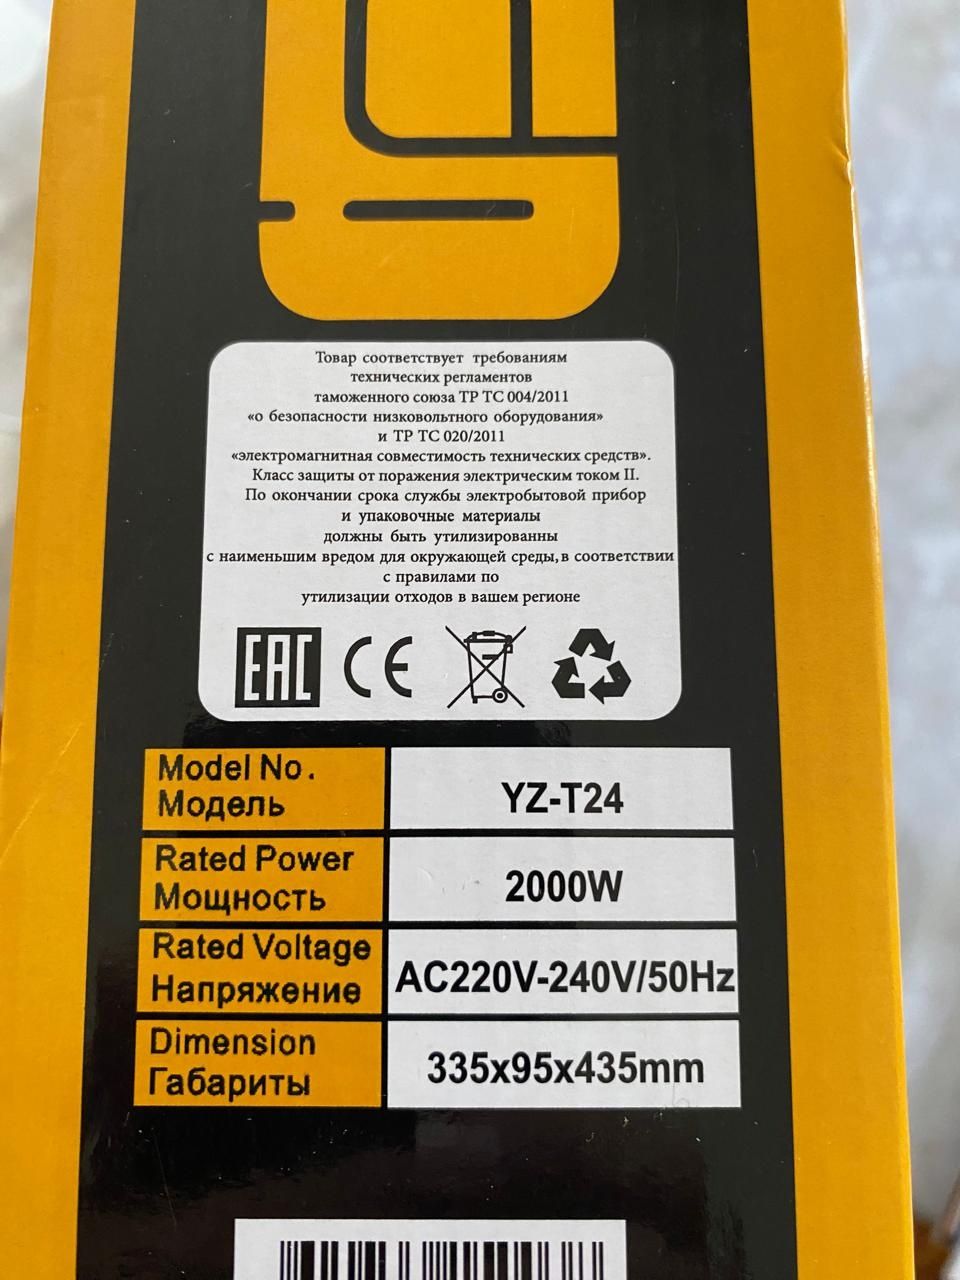 Товар соответствует требованиям
технических регламентов
таможенного союза ТР ТС 004/2011
«о безопасности низковольтного оборудования»
и ТР ТС 020/2011
«электромагнитная совместимость технических средств».
Класс защиты от поражения электрическим током II.
По окончании срока службы электробытовой прибор
и упаковочные материалы
должны быть утилизированны
с наименьшим вредом для окружающей среды, в соответствии
с правилами по
утилизации отходов в вашем регионе
EAC CE
Model No.
Модель
YZ-T24
Rated Power
Мощность
2000W
Rated Voltage
Напряжение
AC220V-240V/50Hz
Dimension
Габариты
335x95x435mm